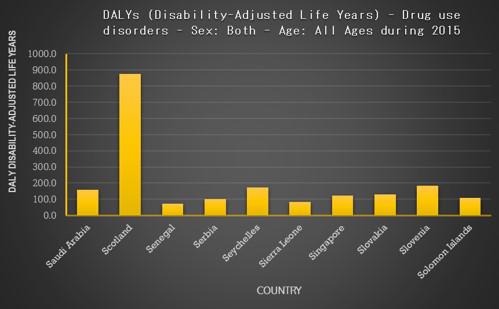 DALYs (Disability-Adjusted Life Years) - Drug use
disorders - Sex: Both - Age: All Ages during 2015
DALY DISABILITY-ADJUSTED LIFE YEARS
1000.0
900.0
800.0
700.0
600.0
500.0
400.0
300.0
200.0
100.0
0.0
Saudi Arabia
Scotland
Senegal
Serbia
Seychelles
Sierra Leone
Singapore
Slovakia
Slovenia
Solomon Islands
COUNTRY